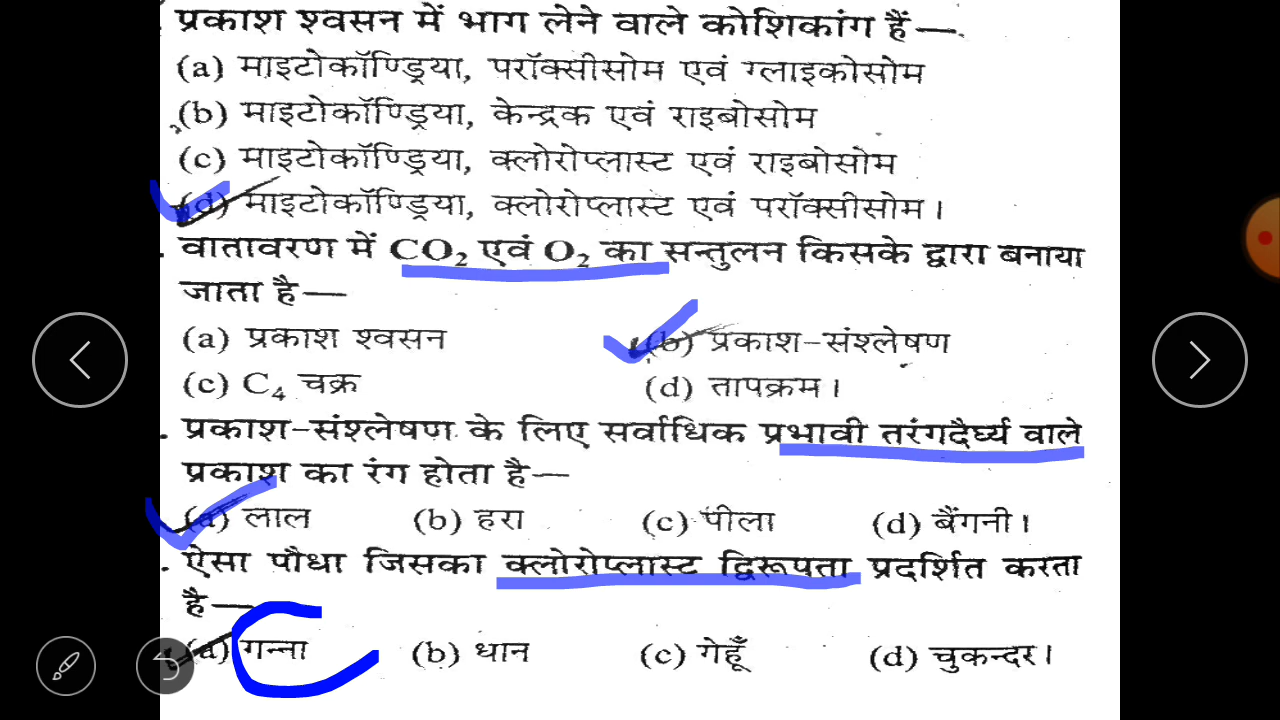 प्रकाश श्वसन में भाग लेने वाले कोशिकांग हैं—
(a) माइटोकॉण्ड्रिया, परॉक्सीसोम एवं ग्लाइकोसोम
(b) माइटोकॉण्ड्रिया, केन्द्रक एवं राइबोसोम
(c) माइटोकॉण्ड्रिया, क्लोरोप्लास्ट एवं राइबोसोम
(d) माइटोकॉण्ड्रिया, क्लोरोप्लास्ट एवं परॉक्सीसोम।
. वातावरण में CO₂ एवं O₂ का सन्तुलन किसके द्वारा बनाया
जाता है—
(a) प्रकाश श्वसन (b) प्रकाश-संश्लेषण
(c) C₄ चक्र (d) तापक्रम।
. प्रकाश-संश्लेषण के लिए सर्वाधिक प्रभावी तरंगदैर्घ्य वाले
प्रकाश का रंग होता है—
(a) लाल (b) हरा (c) पीला (d) बैंगनी।
. ऐसा पौधा जिसका क्लोरोप्लास्ट द्विरूपता प्रदर्शित करता
है—
(a) गन्ना (b) धान (c) गेहूँ (d) चुकन्दर।